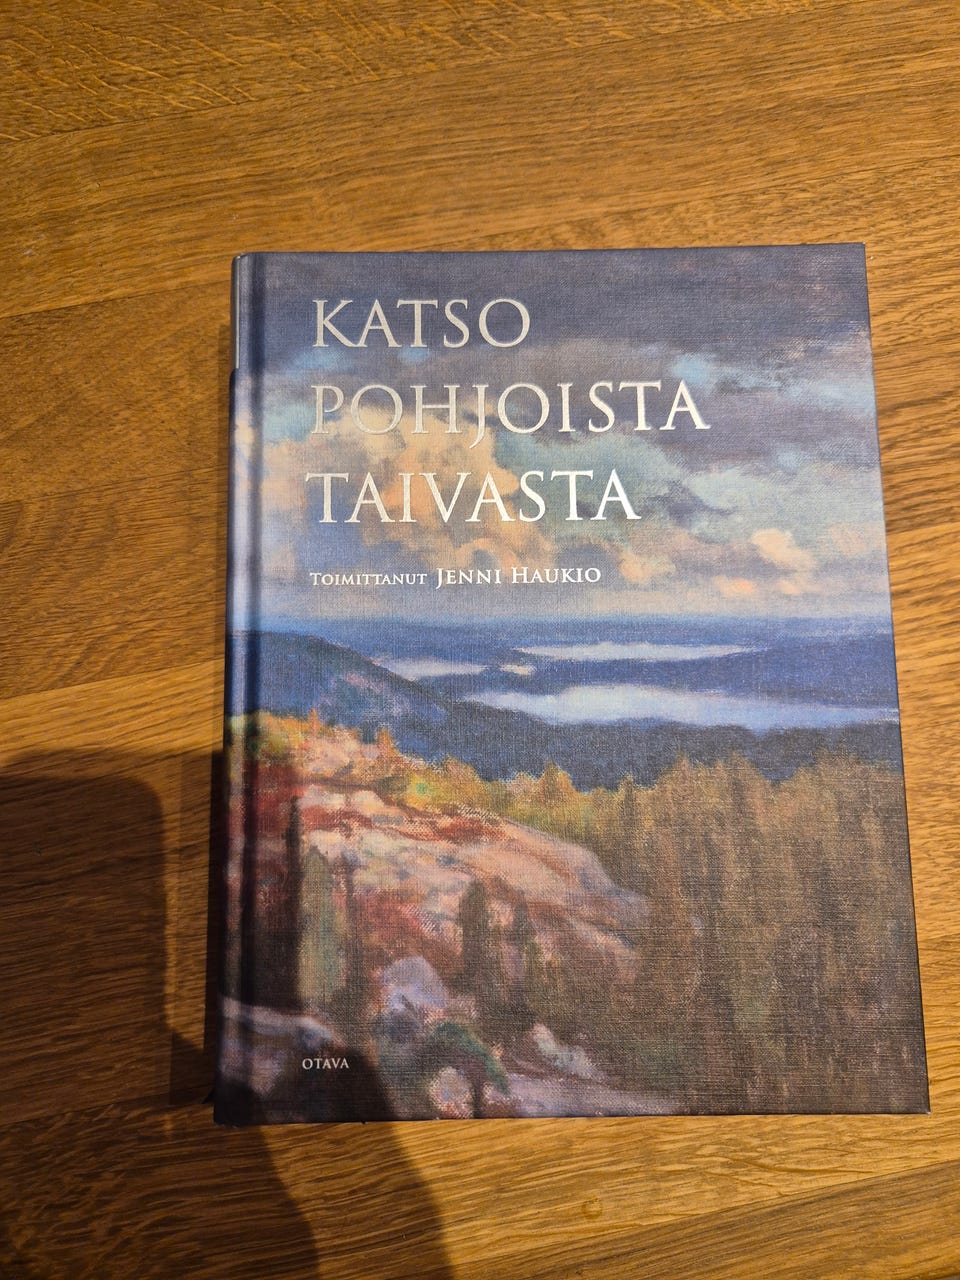 KATSO
POHJOISTA
TAIVASTA
TOIMITTANUT JENNI HAUKIO
OTAVA